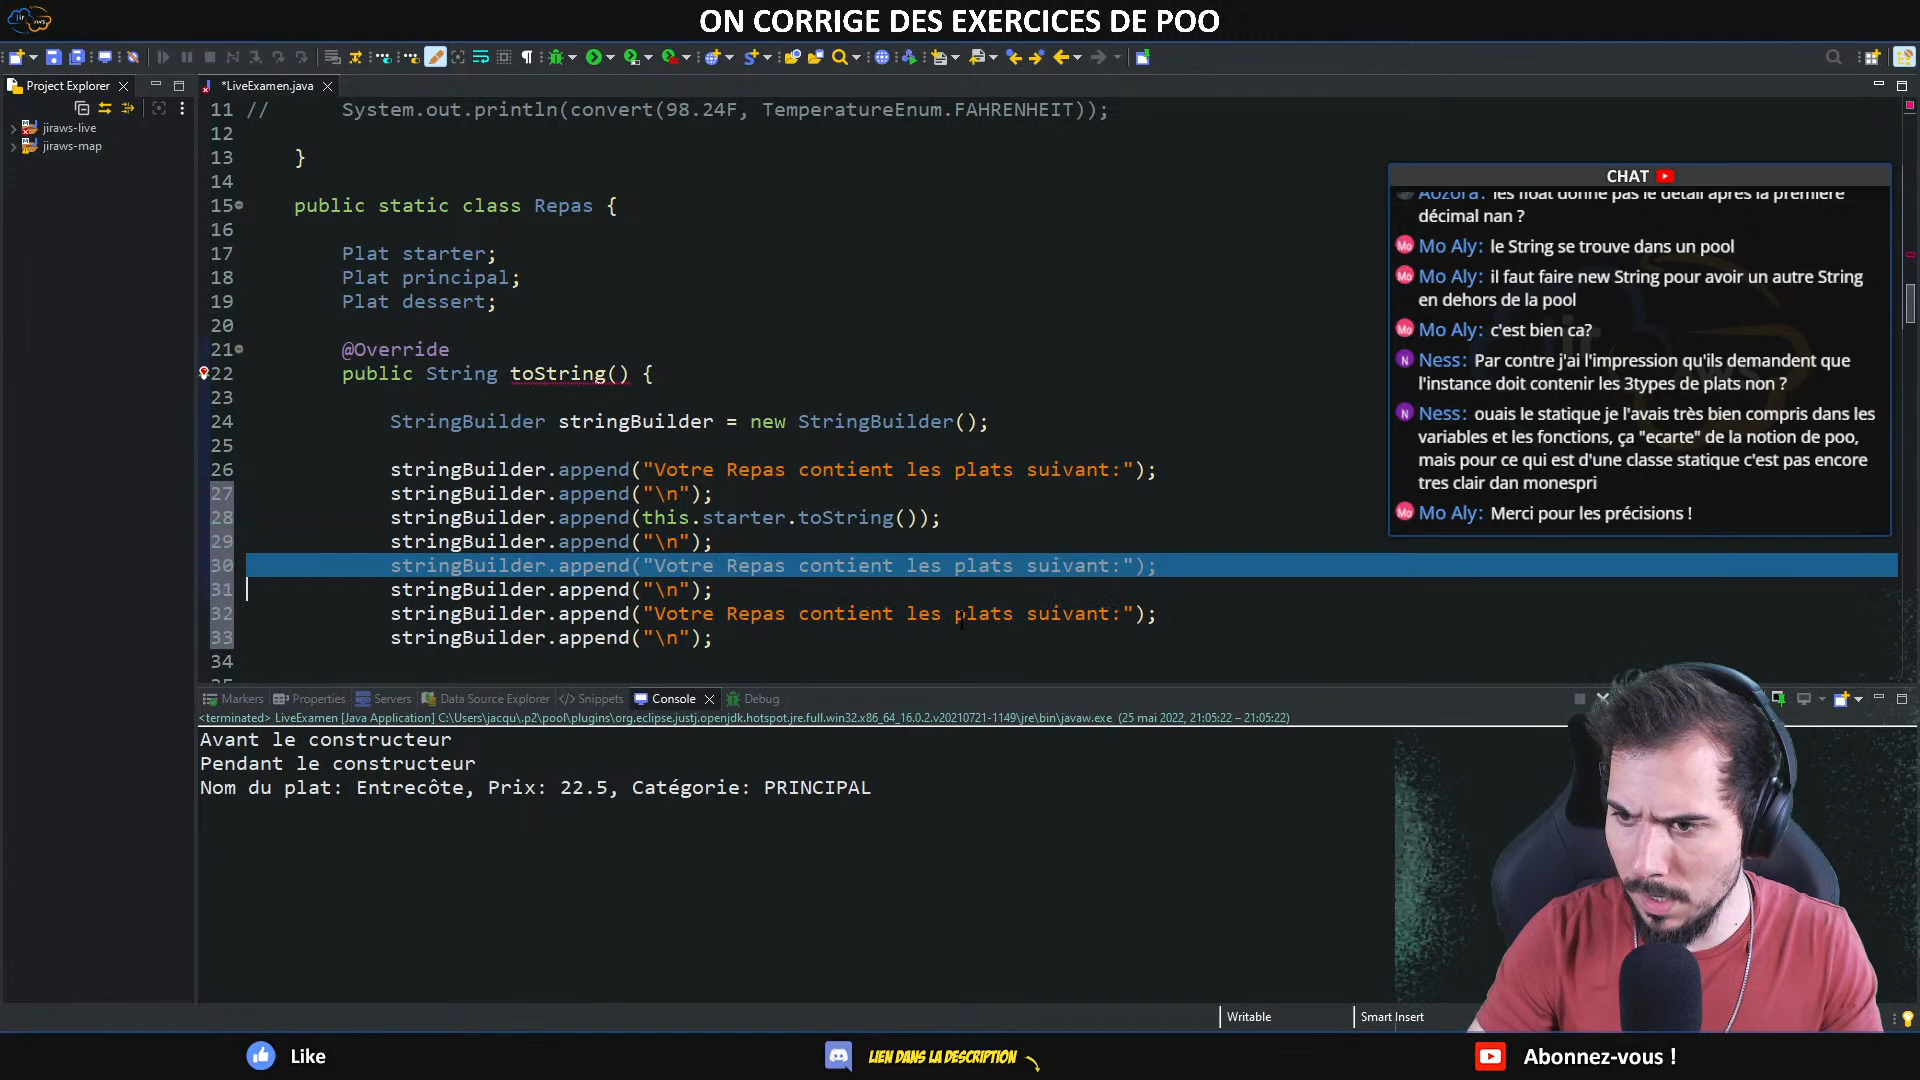 ON CORRIGE DES EXERCICES DE POO
Project Explorer
*LiveExamen.java
jiraws-live
jiraws-map
11 //      System.out.println(convert(98.24F, TemperatureEnum.FAHRENHEIT));
12
13     }
14
15     public static class Repas {
16
17         Plat starter;
18         Plat principal;
19         Plat dessert;
20
21         @Override
22         public String toString() {
23
24             StringBuilder stringBuilder = new StringBuilder();
25
26             stringBuilder.append("Votre Repas contient les plats suivant:");
27             stringBuilder.append("\n");
28             stringBuilder.append(this.starter.toString());
29             stringBuilder.append("\n");
30             stringBuilder.append("Votre Repas contient les plats suivant:");
31             stringBuilder.append("\n");
32             stringBuilder.append("Votre Repas contient les plats suivant:");
33             stringBuilder.append("\n");
34
CHAT
Aozora: les float donne pas le détail après la première
décimal nan ?
Mo Aly: le String se trouve dans un pool
Mo Aly: il faut faire new String pour avoir un autre String
en dehors de la pool
Mo Aly: c'est bien ca?
Ness: Par contre j'ai l'impression qu'ils demandent que
l'instance doit contenir les 3types de plats non ?
Ness: ouais le statique je l'avais très bien compris dans les
variables et les fonctions, ça "ecarte" de la notion de poo,
mais pour ce qui est d'une classe statique c'est pas encore
tres clair dan monespri
Mo Aly: Merci pour les précisions !
Markers Properties Servers Data Source Explorer Snippets Console Debug
<terminated> LiveExamen [Java Application] C:\Users\jacqu\.p2\pool\plugins\org.eclipse.justj.openjdk.hotspot.jre.full.win32.x86_64_16.0.2.v20210721-1149\jre\bin\javaw.exe (25 mai 2022, 21:05:22 – 21:05:22)
Avant le constructeur
Pendant le constructeur
Nom du plat: Entrecôte, Prix: 22.5, Catégorie: PRINCIPAL
Writable
Smart Insert
Like
LIEN DANS LA DESCRIPTION
Abonnez-vous !